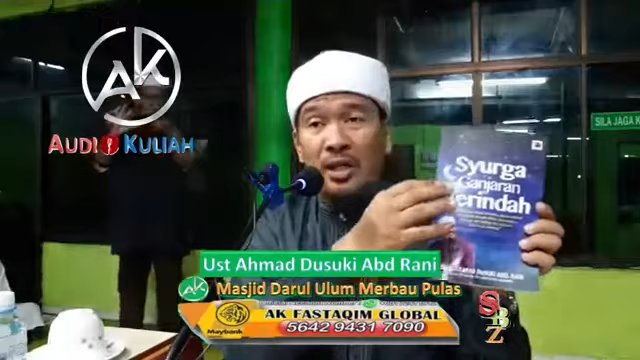 AK
AUDIO KULIAH
SILA JAGA K
Syurga
Ganjaran
Terindah
Ust Ahmad Dusuki Abd Rani
AK
Masjid Darul Ulum Merbau Pulas
AK FASTAQIM GLOBAL
Maybank
5642 9431 7090
SBZ